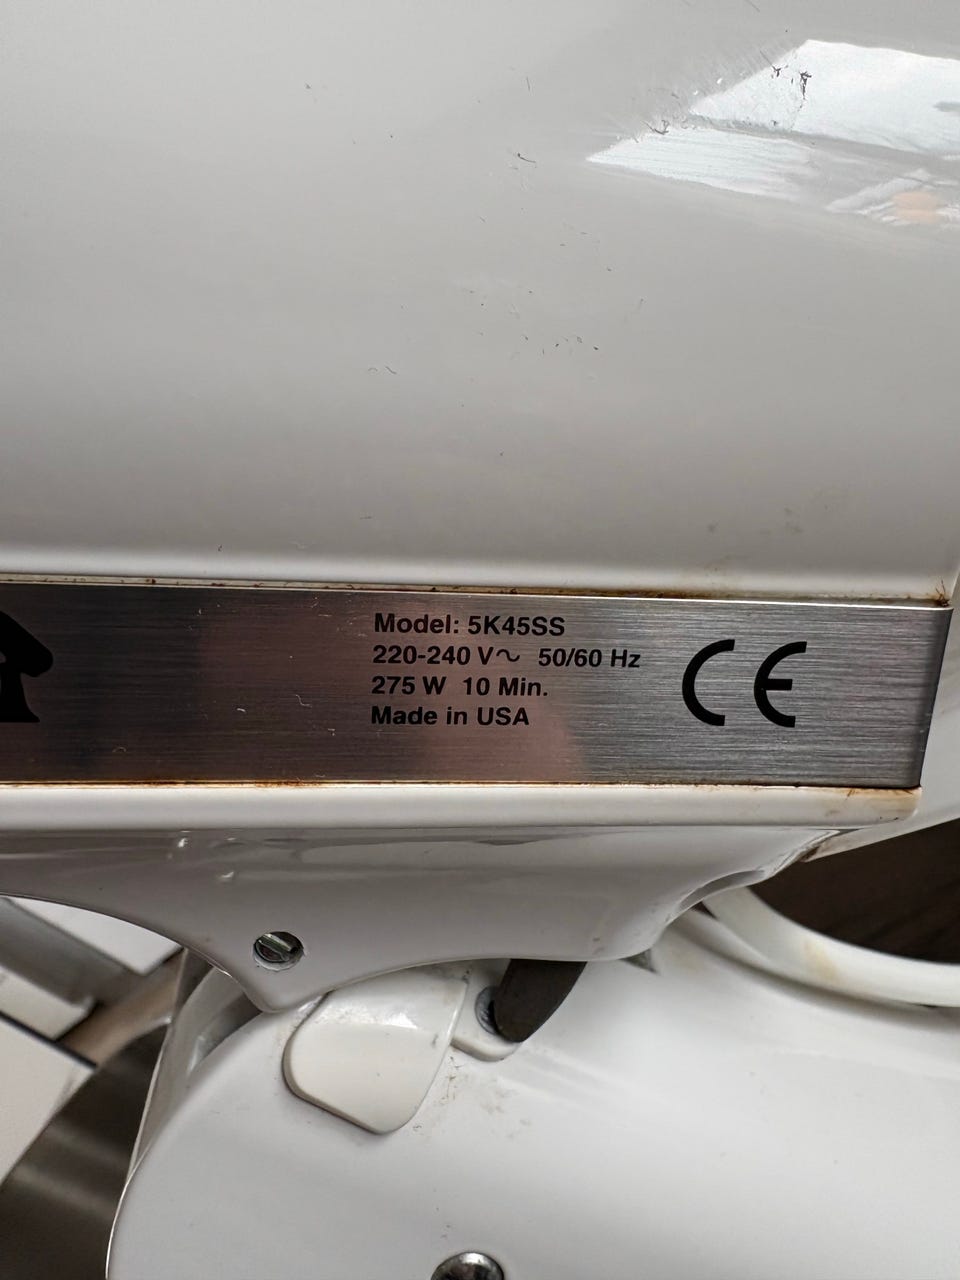 Model: 5K45SS
220-240 V~ 50/60 Hz
275 W 10 Min.
Made in USA
CE